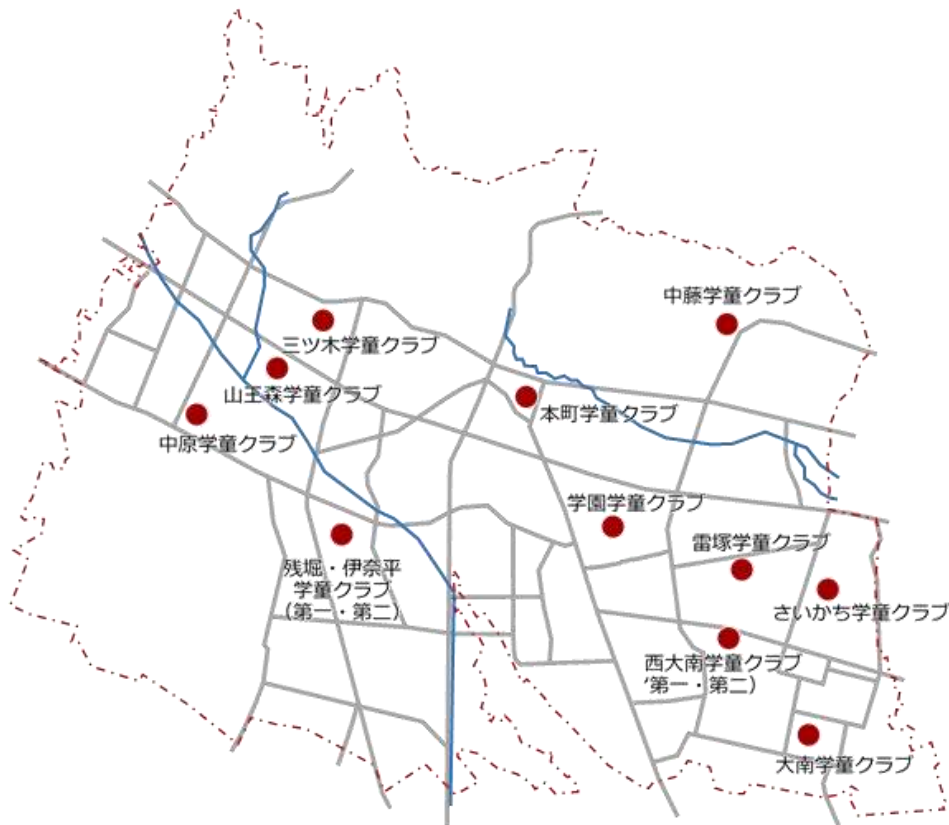 中藤学童クラブ
三ツ木学童クラブ
山王森学童クラブ
本町学童クラブ
中原学童クラブ
学園学童クラブ
雷塚学童クラブ
残堀・伊奈平
学童クラブ
（第一・第二）
さいかち学童クラブ
西大南学童クラブ
（第一・第二）
大南学童クラブ